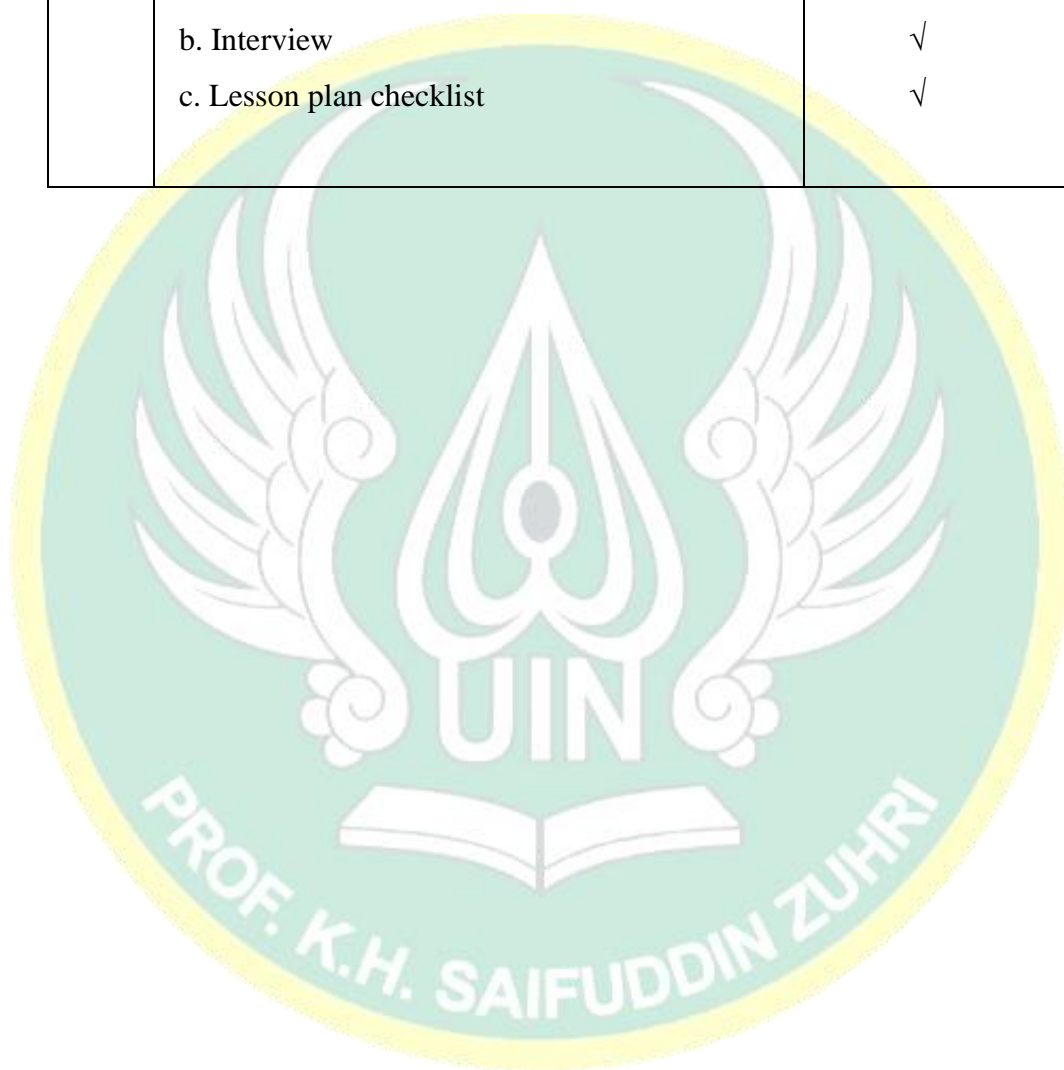 b. Interview √
c. Lesson plan checklist √
UIN
PROF. K.H. SAIFUDDIN ZUHRI